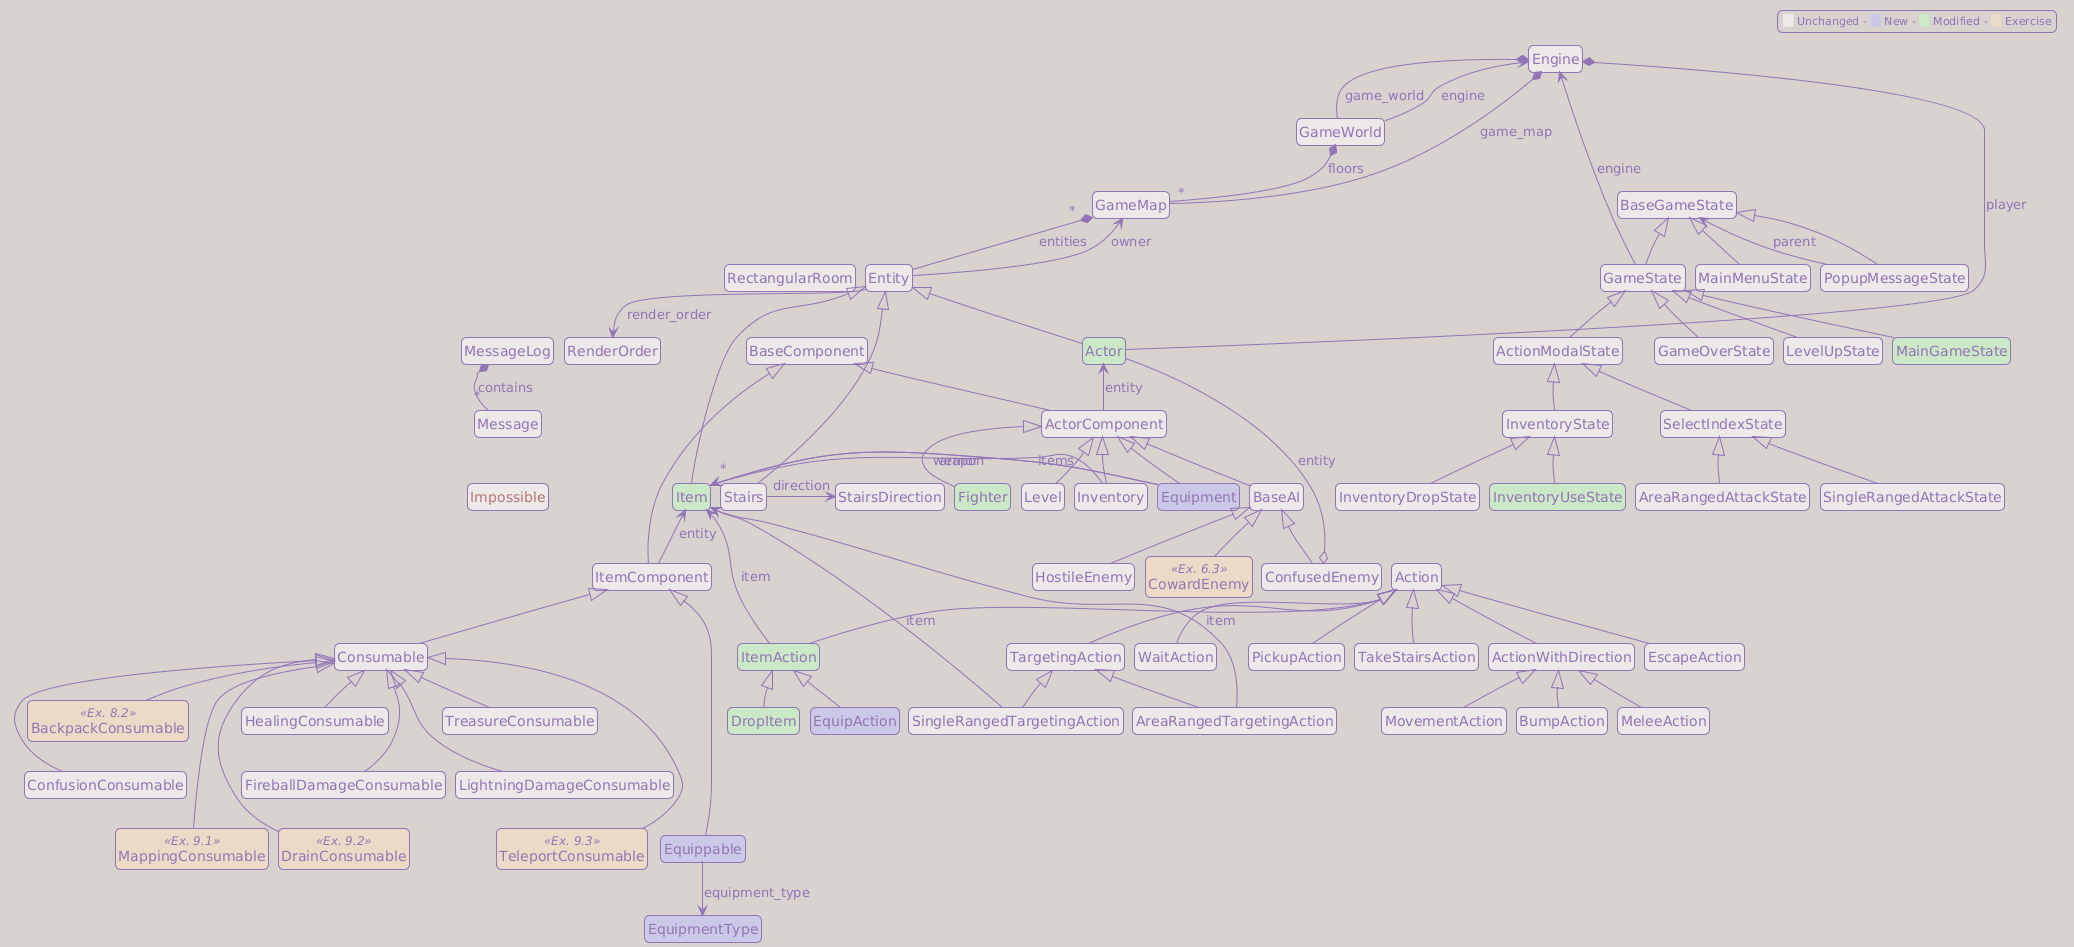 Unchanged - New - Modified - Exercise
Engine
game_world
engine
GameWorld
game_map
floors
engine
*
GameMap
BaseGameState
player
*
entities
owner
parent
RectangularRoom
Entity
GameState
MainMenuState
PopupMessageState
render_order
MessageLog
RenderOrder
BaseComponent
Actor
ActionModalState
GameOverState
LevelUpState
MainGameState
contains
*
entity
Message
ActorComponent
InventoryState
SelectIndexState
*
weapon
items
entity
direction
Impossible
Item
Stairs
StairsDirection
Fighter
Level
Inventory
Equipment
BaseAI
InventoryDropState
InventoryUseState
AreaRangedAttackState
SingleRangedAttackState
entity
ItemComponent
item
HostileEnemy
«Ex. 6.3»
CowardEnemy
ConfusedEnemy
Action
item
item
Consumable
ItemAction
TargetingAction
WaitAction
PickupAction
TakeStairsAction
ActionWithDirection
EscapeAction
«Ex. 8.2»
BackpackConsumable
HealingConsumable
TreasureConsumable
DropItem
EquipAction
SingleRangedTargetingAction
AreaRangedTargetingAction
MovementAction
BumpAction
MeleeAction
ConfusionConsumable
FireballDamageConsumable
LightningDamageConsumable
«Ex. 9.1»
MappingConsumable
«Ex. 9.2»
DrainConsumable
«Ex. 9.3»
TeleportConsumable
Equippable
equipment_type
EquipmentType